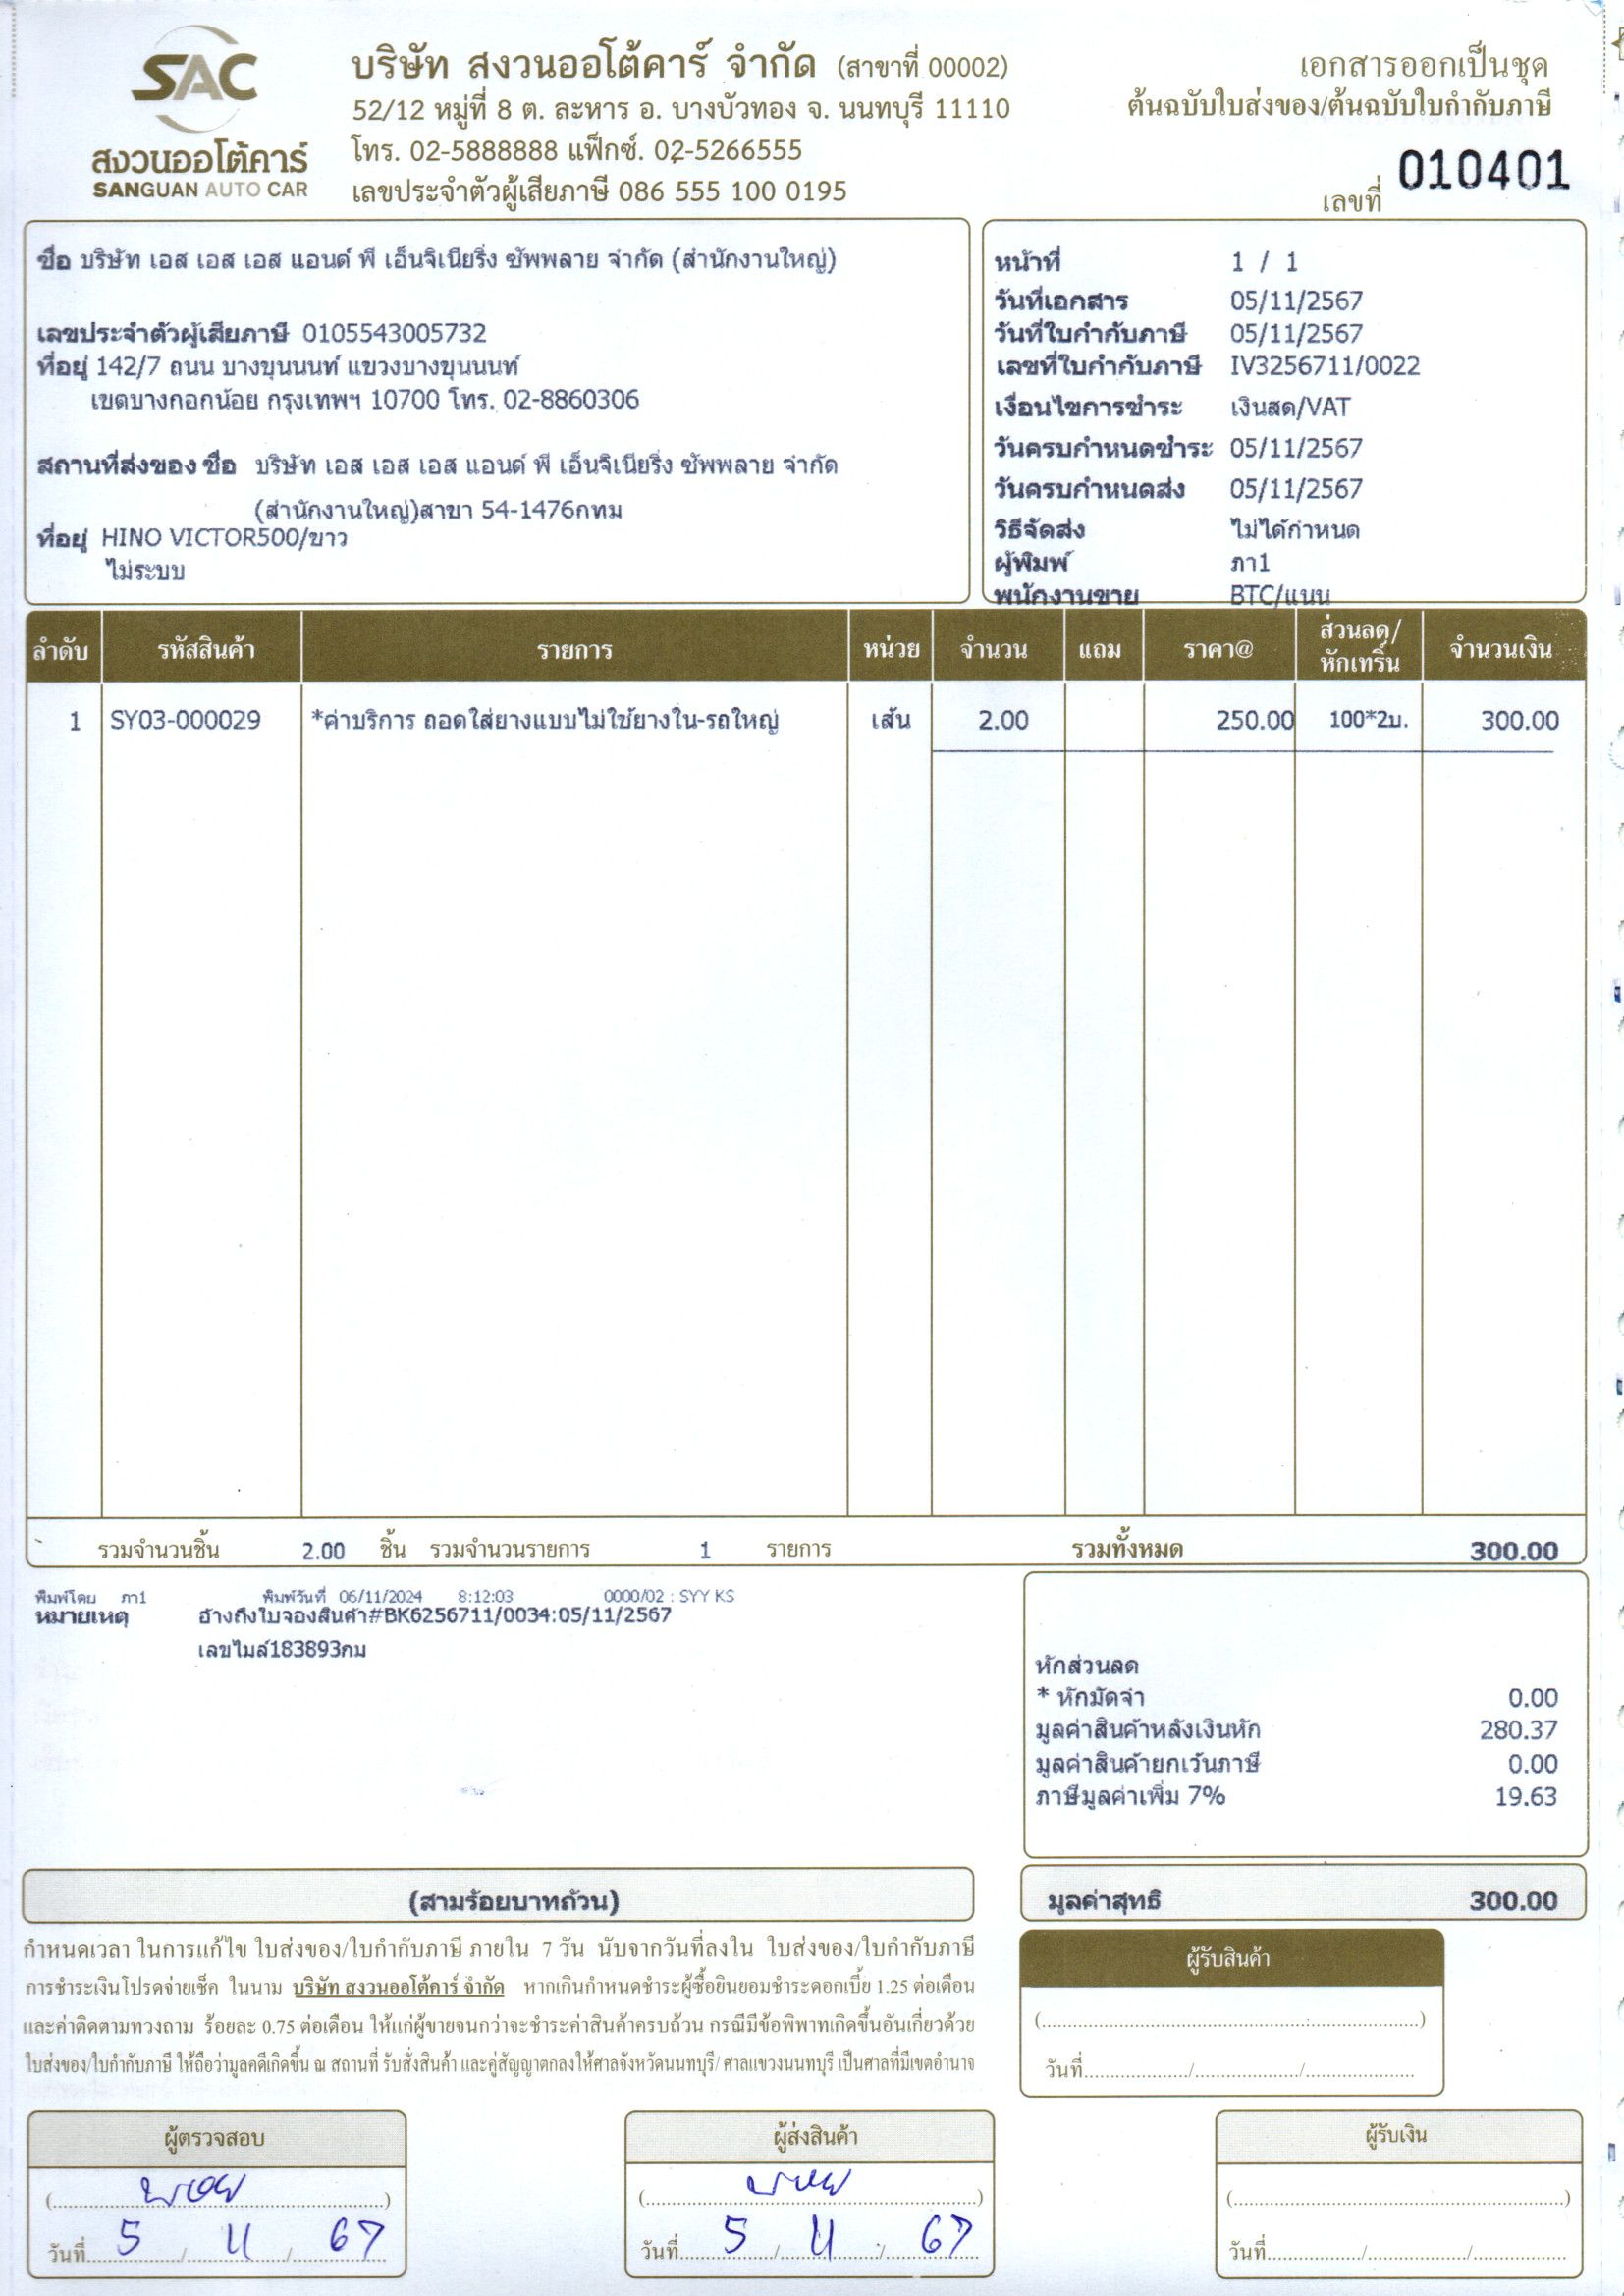 SAC
สงวนออโต้คาร์
SANGUAN AUTO CAR
บริษัท สงวนออโต้คาร์ จำกัด (สาขาที่ 00002)
52/12 หมู่ที่ 8 ต. ละหาร อ. บางบัวทอง จ. นนทบุรี 11110
โทร. 02-5888888 แฟ็กซ์. 02-5266555
เลขประจำตัวผู้เสียภาษี 086 555 100 0195
เอกสารออกเป็นชุด
ต้นฉบับใบส่งของ/ต้นฉบับใบกำกับภาษี
เลขที่ 010401
ชื่อ บริษัท เอส เอส เอส แอนด์ พี เอ็นจิเนียริ่ง ซัพพลาย จำกัด (สำนักงานใหญ่)
เลขประจำตัวผู้เสียภาษี 0105543005732
ที่อยู่ 142/7 ถนน บางขุนนนท์ แขวงบางขุนนนท์
เขตบางกอกน้อย กรุงเทพฯ 10700 โทร. 02-8860306
สถานที่ส่งของ ชื่อ บริษัท เอส เอส เอส แอนด์ พี เอ็นจิเนียริ่ง ซัพพลาย จำกัด
(สำนักงานใหญ่)สาขา 54-1476กทม
ที่อยู่ HINO VICTOR500/ขาว
ไม่ระบบ
หน้าที่ 1 / 1
วันที่เอกสาร 05/11/2567
วันที่ใบกำกับภาษี 05/11/2567
เลขที่ใบกำกับภาษี IV3256711/0022
เงื่อนไขการชำระ เงินสด/VAT
วันครบกำหนดชำระ 05/11/2567
วันครบกำหนดส่ง 05/11/2567
วิธีจัดส่ง ไม่ได้กำหนด
ผู้พิมพ์ ภา1
พนักงานขาย BTC/แนน
ลำดับ รหัสสินค้า รายการ หน่วย จำนวน แถม ราคา@ ส่วนลด/หักเทริ์น จำนวนเงิน
1 SY03-000029 *ค่าบริการ ถอดใส่ยางแบบไม่ใช้ยางใน-รถใหญ่ เส้น 2.00 250.00 100*2บ. 300.00
รวมจำนวนชิ้น 2.00 ชิ้น รวมจำนวนรายการ 1 รายการ รวมทั้งหมด 300.00
พิมพ์โดย ภา1 พิมพ์วันที่ 06/11/2024 8:12:03 0000/02 : SYY KS
หมายเหตุ อ้างถึงใบจองสินค้า#BK6256711/0034:05/11/2567
เลขไมล์183893กม
หักส่วนลด
* หักมัดจำ 0.00
มูลค่าสินค้าหลังเงินหัก 280.37
มูลค่าสินค้ายกเว้นภาษี 0.00
ภาษีมูลค่าเพิ่ม 7% 19.63
(สามร้อยบาทถ้วน)
มูลค่าสุทธิ 300.00
กำหนดเวลา ในการแก้ไข ใบส่งของ/ใบกำกับภาษี ภายใน 7 วัน นับจากวันที่ลงใน ใบส่งของ/ใบกำกับภาษี
การชำระเงินโปรดจ่ายเช็ค ในนาม บริษัท สงวนออโต้คาร์ จำกัด หากเกินกำหนดชำระผู้ซื้อยินยอมชำระดอกเบี้ย 1.25 ต่อเดือน
และค่าติดตามทวงถาม ร้อยละ 0.75 ต่อเดือน ให้แก่ผู้ขายจนกว่าจะชำระค่าสินค้าครบถ้วน กรณีมีข้อพิพาทเกิดขึ้นอันเกี่ยวด้วย
ใบส่งของ/ใบกำกับภาษี ให้ถือว่ามูลคดีเกิดขึ้น ณ สถานที่ รับสั่งสินค้า และคู่สัญญาตกลงให้ศาลจังหวัดนนทบุรี/ ศาลแขวงนนทบุรี เป็นศาลที่มีเขตอำนาจ
ผู้รับสินค้า
วันที่
ผู้ตรวจสอบ
วันที่ 5 / 11 / 67
ผู้ส่งสินค้า
วันที่ 5 / 11 / 67
ผู้รับเงิน
วันที่